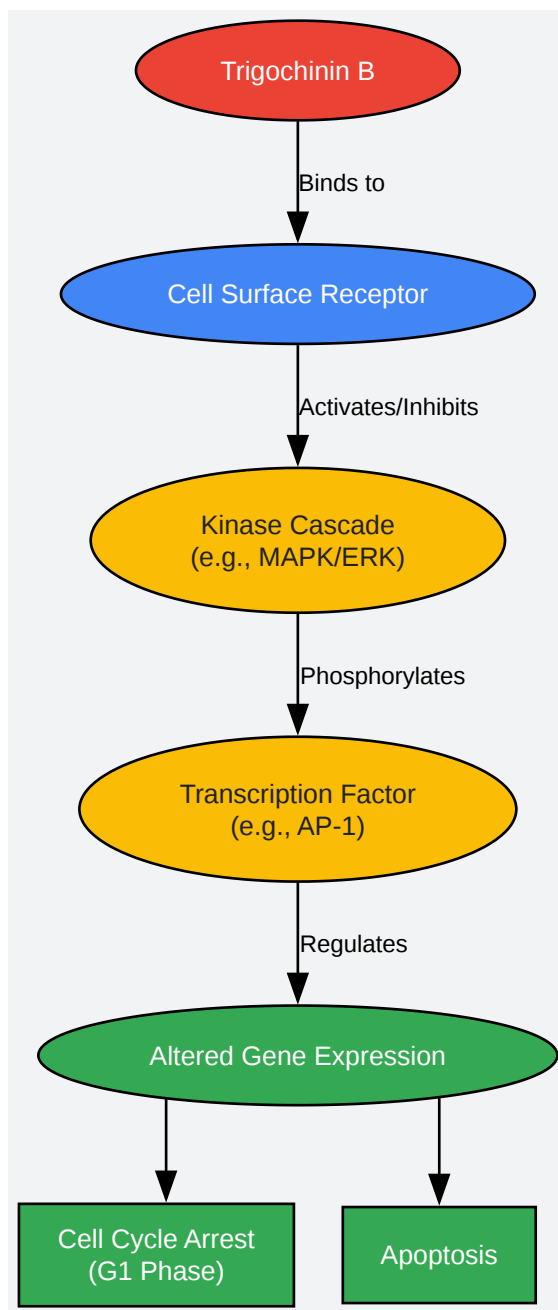 Trigochinin B
Binds to
Cell Surface Receptor
Activates/Inhibits
Kinase Cascade
(e.g., MAPK/ERK)
Phosphorylates
Transcription Factor
(e.g., AP-1)
Regulates
Altered Gene Expression
Cell Cycle Arrest
(G1 Phase)
Apoptosis